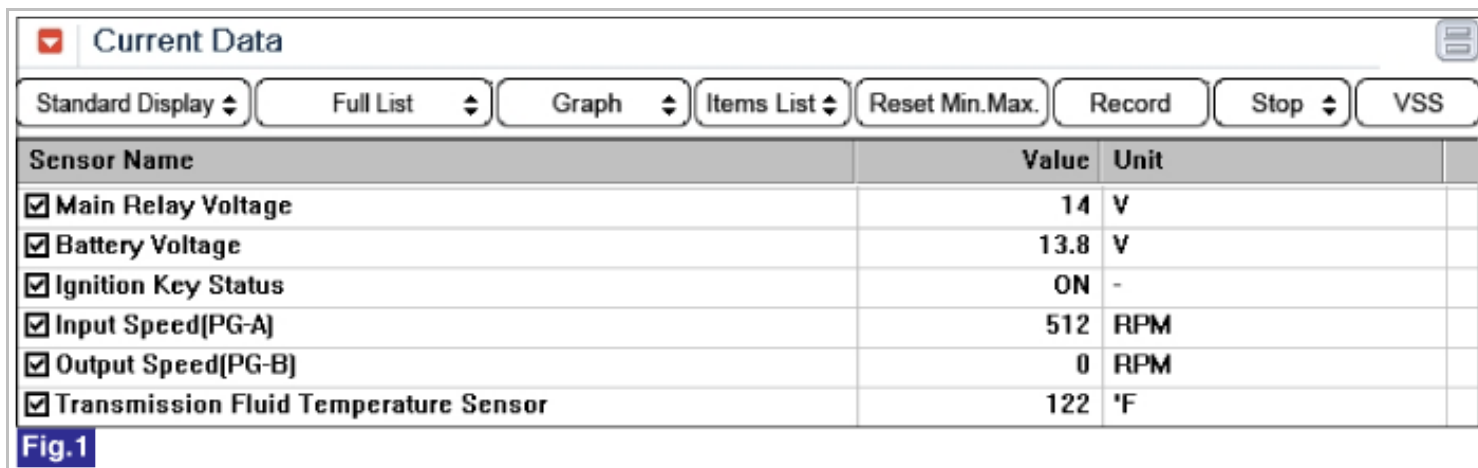 Current Data
Standard Display Full List Graph Items List Reset Min.Max. Record Stop VSS
Sensor Name Value Unit
Main Relay Voltage 14 V
Battery Voltage 13.8 V
Ignition Key Status ON -
Input Speed(PG-A) 512 RPM
Output Speed(PG-B) 0 RPM
Transmission Fluid Temperature Sensor 122 'F
Fig.1